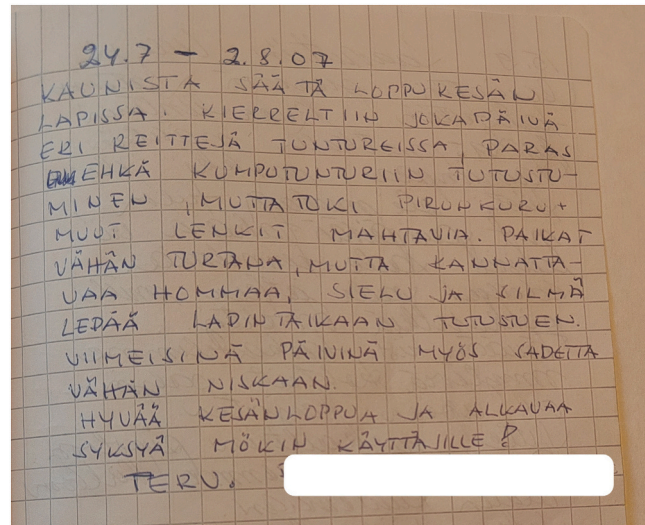 24.7 – 2.8.07
KAUNISTA SÄÄTÄ LOPPUKESÄN
LAPISSA. KIERRELTIIN JOKAPÄIVÄ
ERI REITTEJÄ TUNTUREISSA, PARAS
EHKÄ KUMPUTUNTURIIN TUTUSTU-
MINEN, MUTTA TOKI PIRUNKURU +
MUUT LENKIT MAHTAVIA. PAIKAT
VÄHÄN TURTANA, MUTTA KANNATTA-
VAA HOMMAA, SIELU JA SILMÄ
LEPÄÄ LAPIN TAIKAAN TUTUSTUEN.
VIIMEISINÄ PÄIVINÄ MYÖS SADETTA
VÄHÄN NISKAAN.
HYVÄÄ KESÄNLOPPUA JA ALKAVAA
SYKSYÄ MÖKIN KÄYTTÄJILLE!
TERV.